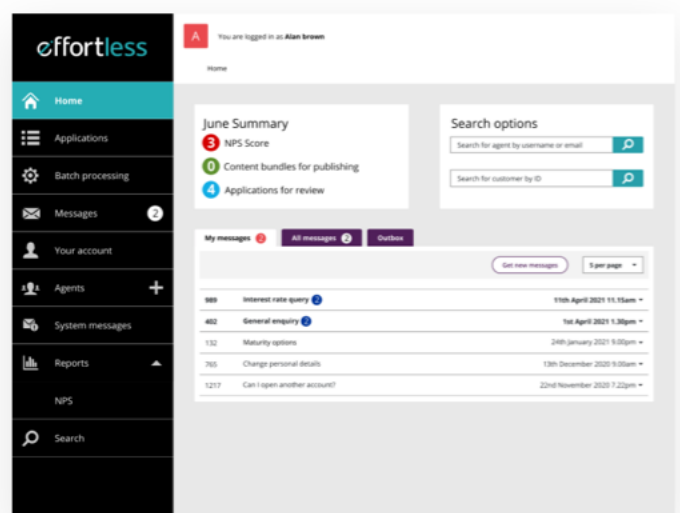 effortless
A
You are logged in as Alan brown
Home
Home
Applications
Batch processing
Messages 2
Your account
Agents +
System messages
Reports
NPS
Search
June Summary
3 NPS Score
0 Content bundles for publishing
4 Applications for review
Search options
Search for agent by username or email
Search for customer by ID
My messages 2 All messages 2 Outbox
Get new messages 5 per page
989 Interest rate query 2 11th April 2021 11.15am
402 General enquiry 2 1st April 2021 1.30pm
132 Maturity options 24th January 2021 9.00pm
765 Change personal details 13th December 2020 9.00am
1217 Can I open another account? 22nd November 2020 7.22pm